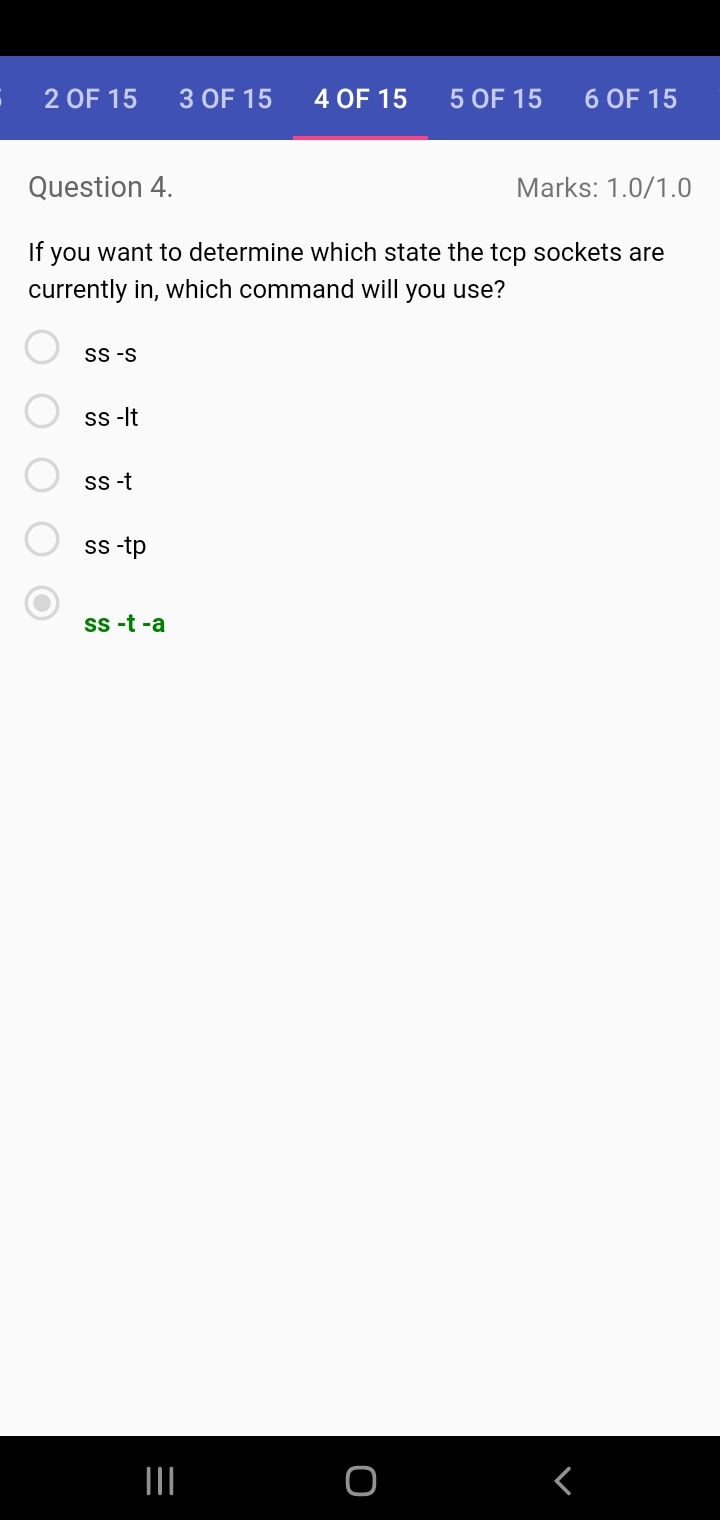 2 OF 15 3 OF 15 4 OF 15 5 OF 15 6 OF 15
Question 4. Marks: 1.0/1.0
If you want to determine which state the tcp sockets are
currently in, which command will you use?
ss -s
ss -lt
ss -t
ss -tp
ss -t -a